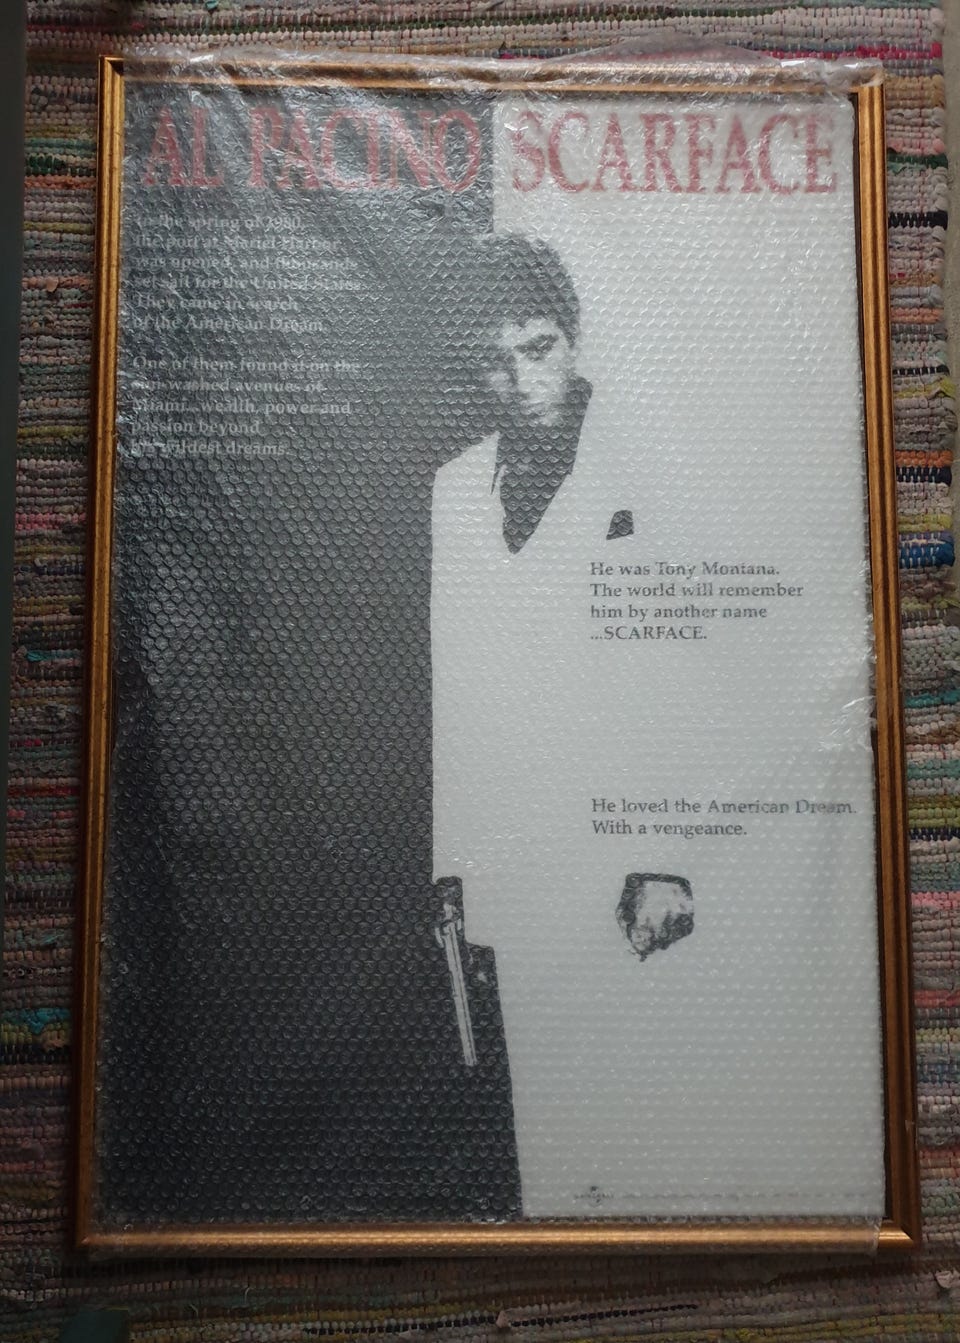 AL PACINO SCARFACE
In the spring of 1980,
the port at Mariel Harbor
was opened, and thousands
set sail for the United States.
They came in search
of the American Dream.
One of them found it on the
sun-washed avenues of
Miami...wealth, power and
passion beyond
his wildest dreams.
He was Tony Montana.
The world will remember
him by another name
...SCARFACE.
He loved the American Dream.
With a vengeance.